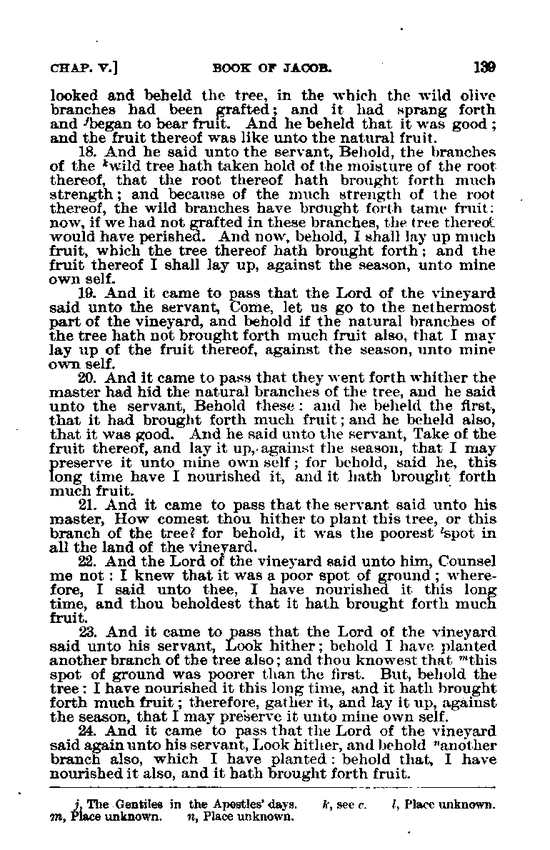 CHAP. V.] BOOK OF JACOB. 139
looked and beheld the tree, in the which the wild olive
branches had been grafted; and it had sprang forth
and jbegan to bear fruit. And he beheld that it was good;
and the fruit thereof was like unto the natural fruit.
18. And he said unto the servant, Behold, the branches
of the kwild tree hath taken hold of the moisture of the root
thereof, that the root thereof hath brought forth much
strength; and because of the much strength of the root
thereof, the wild branches have brought forth tame fruit:
now, if we had not grafted in these branches, the tree thereof
would have perished. And now, behold, I shall lay up much
fruit, which the tree thereof hath brought forth; and the
fruit thereof I shall lay up, against the season, unto mine
own self.
19. And it came to pass that the Lord of the vineyard
said unto the servant, Come, let us go to the nethermost
part of the vineyard, and behold if the natural branches of
the tree hath not brought forth much fruit also, that I may
lay up of the fruit thereof, against the season, unto mine
own self.
20. And it came to pass that they went forth whither the
master had hid the natural branches of the tree, and he said
unto the servant, Behold these: and he beheld the first,
that it had brought forth much fruit; and he beheld also,
that it was good. And he said unto the servant, Take of the
fruit thereof, and lay it up, against the season, that I may
preserve it unto mine own self; for behold, said he, this
long time have I nourished it, and it hath brought forth
much fruit.
21. And it came to pass that the servant said unto his
master, How comest thou hither to plant this tree, or this
branch of the tree? for behold, it was the poorest lspot in
all the land of the vineyard.
22. And the Lord of the vineyard said unto him, Counsel
me not: I knew that it was a poor spot of ground; where-
fore, I said unto thee, I have nourished it this long
time, and thou beholdest that it hath brought forth much
fruit.
23. And it came to pass that the Lord of the vineyard
said unto his servant, Look hither; behold I have planted
another branch of the tree also; and thou knowest that mthis
spot of ground was poorer than the first. But, behold the
tree: I have nourished it this long time, and it hath brought
forth much fruit; therefore, gather it, and lay it up, against
the season, that I may preserve it unto mine own self.
24. And it came to pass that the Lord of the vineyard
said again unto his servant, Look hither, and behold nanother
branch also, which I have planted: behold that, I have
nourished it also, and it hath brought forth fruit.
j, The Gentiles in the Apostles' days. k, see c. l, Place unknown.
m, Place unknown. n, Place unknown.